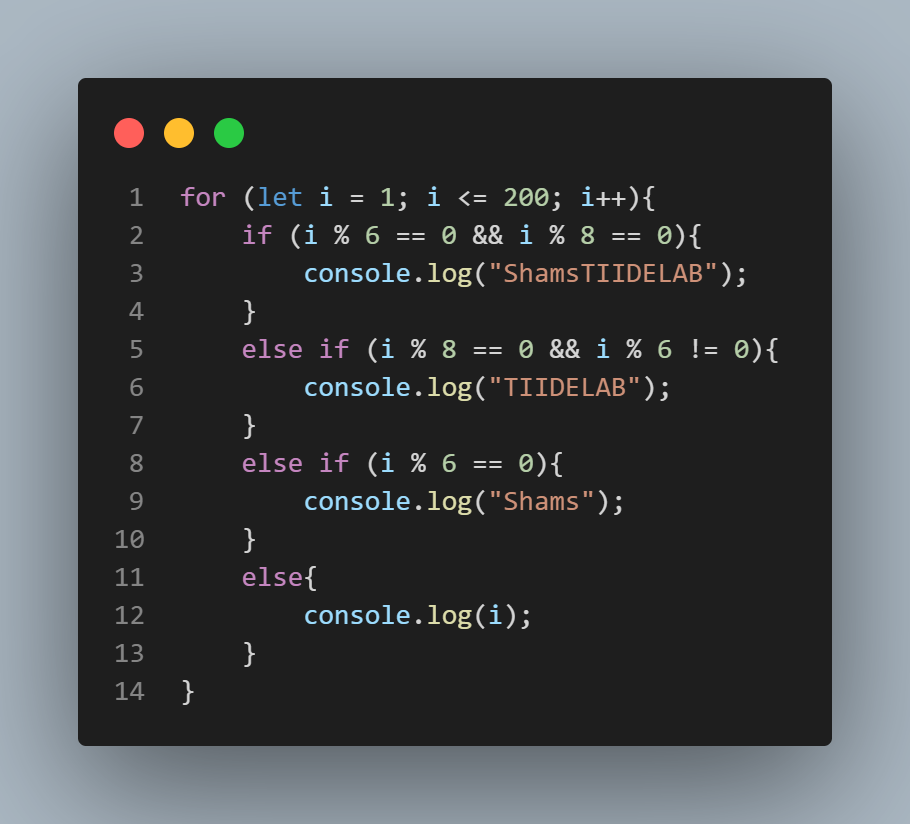 1 for (let i = 1; i <= 200; i++){
2     if (i % 6 == 0 && i % 8 == 0){
3         console.log("ShamsTIIDELAB");
4     }
5     else if (i % 8 == 0 && i % 6 != 0){
6         console.log("TIIDELAB");
7     }
8     else if (i % 6 == 0){
9         console.log("Shams");
10     }
11     else{
12         console.log(i);
13     }
14 }